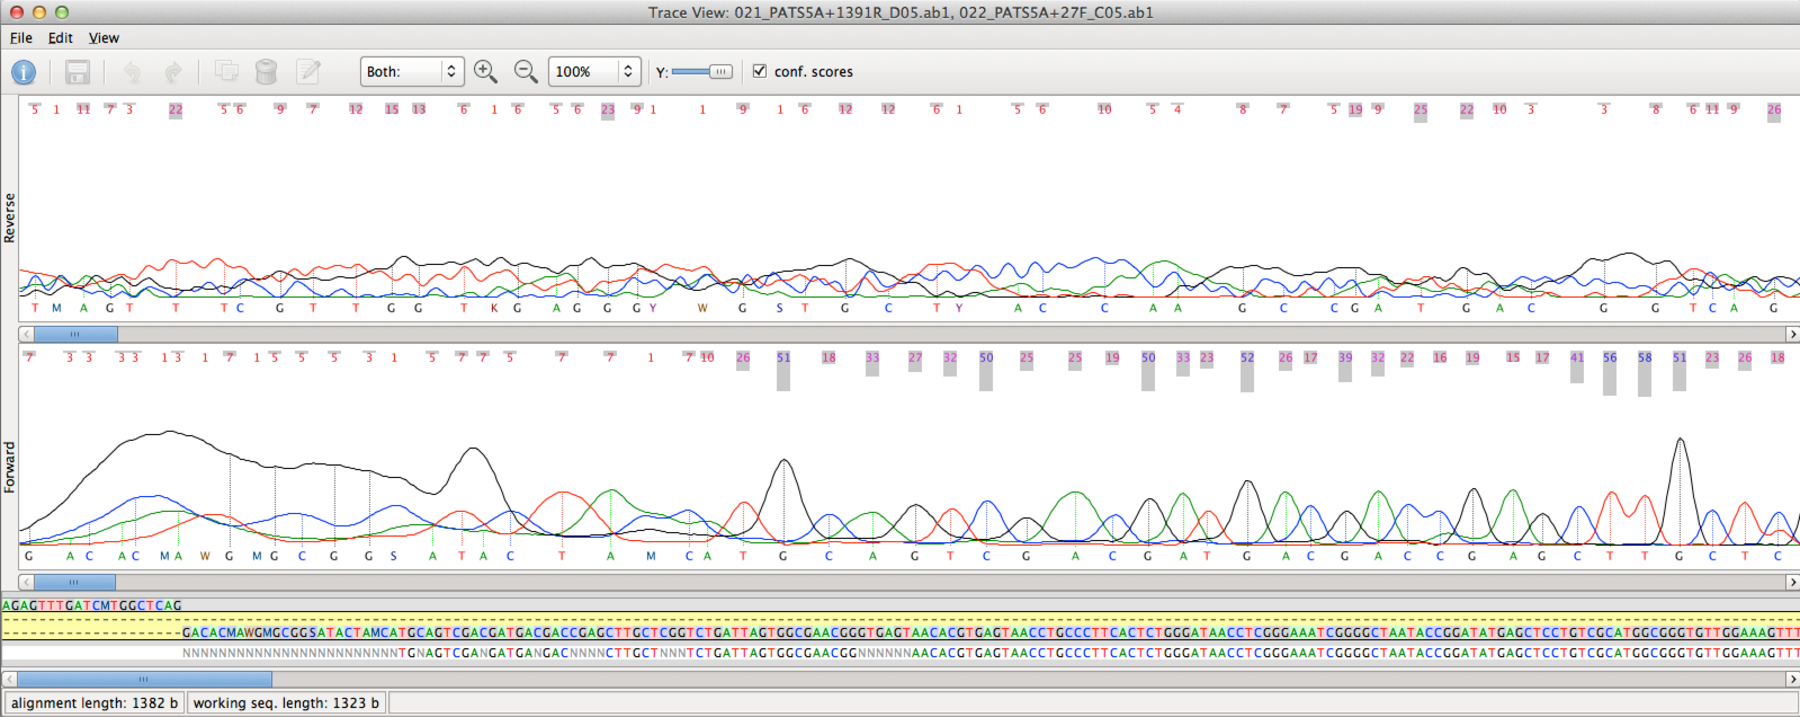 Trace View: 021_PATS5A+1391R_D05.ab1, 022_PATS5A+27F_C05.ab1
File Edit View
Both: 100% Y: conf. scores
5 1 11 7 3 22 5 6 9 7 12 15 13 6 1 6 5 6 23 9 1 1 9 1 6 12 12 6 1 5 6 10 5 4 8 7 5 19 9 25 22 10 3 3 8 6 11 9 26
Reverse
T M A G T T T C G T T G G T K G A G G G Y W G S T G C T Y A C C A A G C C G A T G A C G G T C A G
7 3 3 3 3 1 3 1 7 1 5 5 5 3 1 5 7 7 5 7 7 1 7 10 26 51 18 33 27 32 50 25 25 19 50 33 23 52 26 17 39 32 22 16 19 15 17 41 56 58 51 23 26 18
Forward
G A C A C M A W G M G C G G S A T A C T A M C A T G C A G T C G A C G A T G A C G A C C G A G C T T G C T C
AGAGTTTGATCMTGGCTCAG
GACACMAWGMGCGGSATACTAMCATGCAGTCGACGATGACGACCGAGCTTGCTCGGTCTGATTAGTGGCGAACGGGTGAGTAACACGTGAGTAACCTGCCCTTCACTCTGGGATAACCTCGGGAAATCGGGGCTAATACCGGATATGAGCTCCTGTCGCATGGCGGGTGTTGGAAAGTTT
NNNNNNNNNNNNNNNNNNNNNNNNTGNAGTCGANGATGANGACNNNNCTTGCTNNNTCTGATTAGTGGCGAACGGNNNNNNAACACGTGAGTAACCTGCCCTTCACTCTGGGATAACCTCGGGAAATCGGGGCTAATACCGGATATGAGCTCCTGTCGCATGGCGGGTGTTGGAAAGTTT
alignment length: 1382 b working seq. length: 1323 b